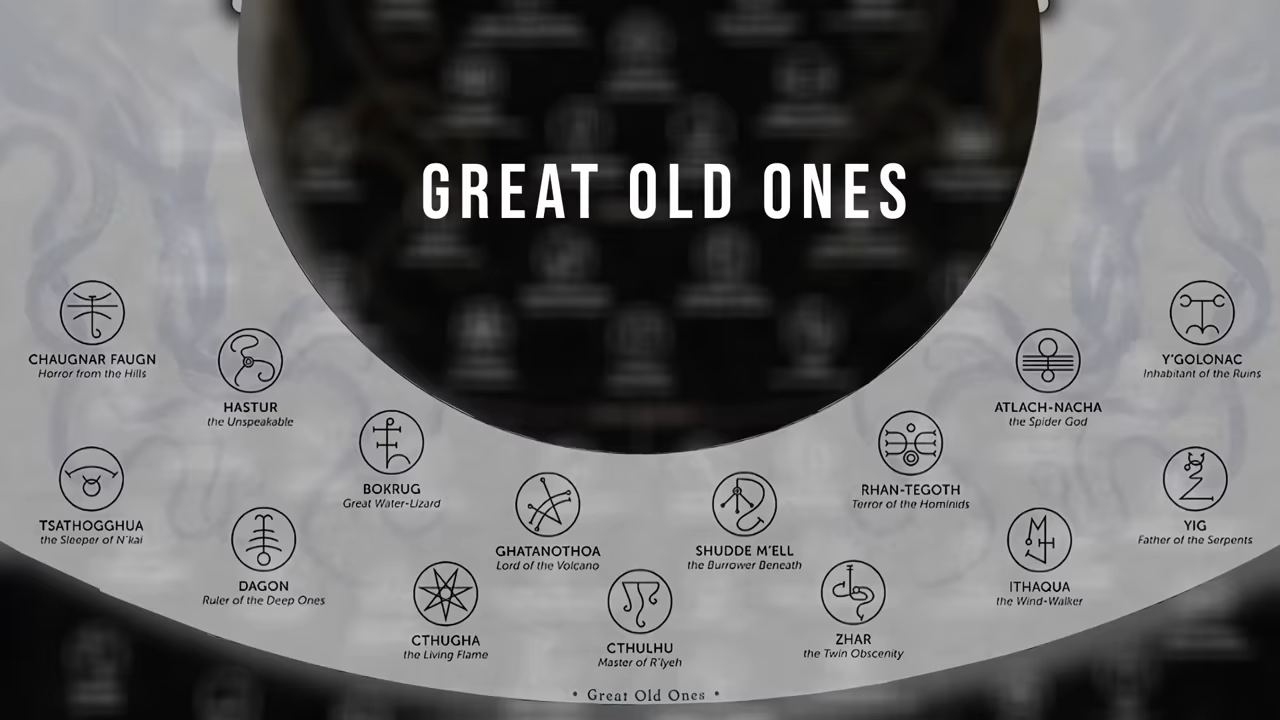 GREAT OLD ONES
CHAUGNAR FAUGN
Horror from the Hills
HASTUR
the Unspeakable
BOKRUG
Great Water-Lizard
TSATHOGGHUA
the Sleeper of N'kai
DAGON
Ruler of the Deep Ones
GHATANOTHOA
Lord of the Volcano
CTHUGHA
the Living Flame
CTHULHU
Master of R'lyeh
SHUDDE M'ELL
the Burrower Beneath
ZHAR
the Twin Obscenity
RHAN-TEGOTH
Terror of the Hominids
ATLACH-NACHA
the Spider God
ITHAQUA
the Wind-Walker
Y'GOLONAC
Inhabitant of the Ruins
YIG
Father of the Serpents
• Great Old Ones •